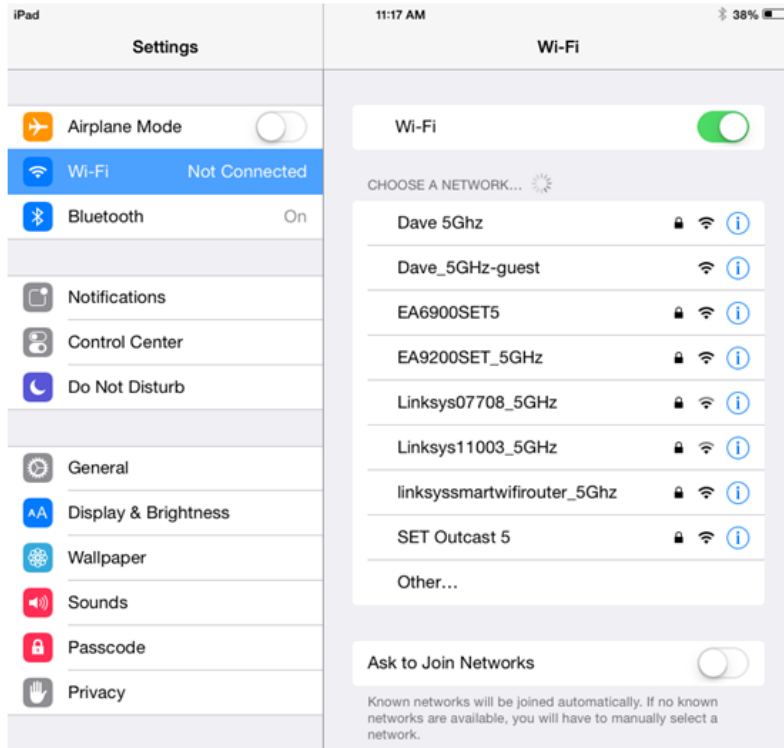 iPad
11:17 AM
38%
Settings
Wi-Fi
Airplane Mode
Wi-Fi Not Connected
Bluetooth On
Notifications
Control Center
Do Not Disturb
General
AA Display & Brightness
Wallpaper
Sounds
Passcode
Privacy
Wi-Fi
CHOOSE A NETWORK...
Dave 5Ghz
Dave_5GHz-guest
EA6900SET5
EA9200SET_5GHz
Linksys07708_5GHz
Linksys11003_5GHz
linksyssmartwifirouter_5Ghz
SET Outcast 5
Other...
Ask to Join Networks
Known networks will be joined automatically. If no known
networks are available, you will have to manually select a
network.